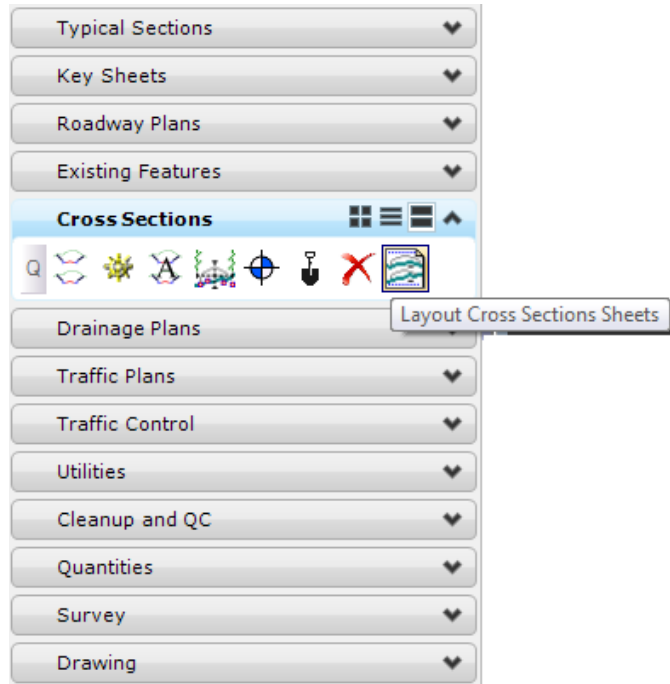 Typical Sections
Key Sheets
Roadway Plans
Existing Features
Cross Sections
Q
A
Layout Cross Sections Sheets
Drainage Plans
Traffic Plans
Traffic Control
Utilities
Cleanup and QC
Quantities
Survey
Drawing